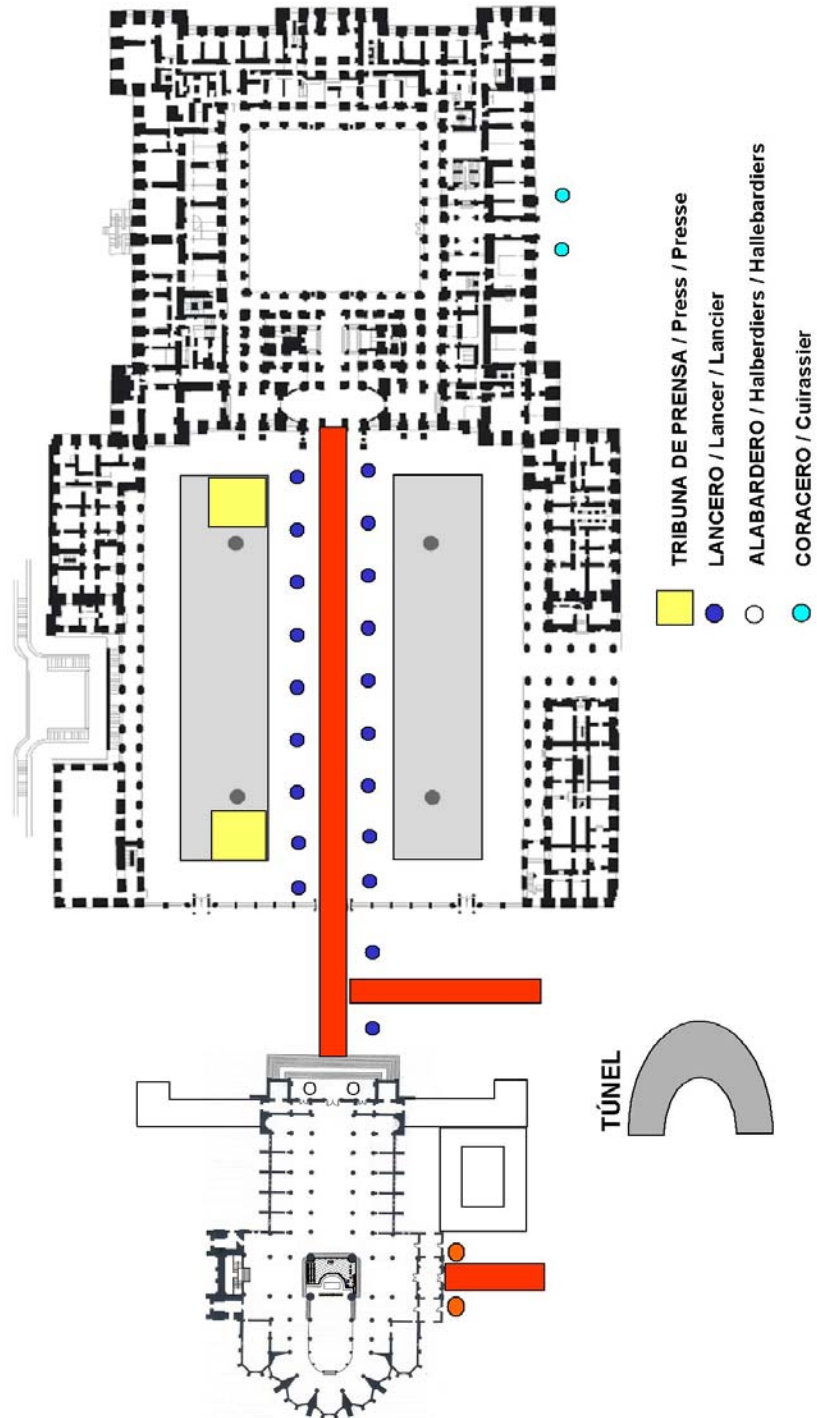 TRIBUNA DE PRENSA / Press / Presse
LANCERO / Lancer / Lancier
ALABARDERO / Halberdiers / Hallebardiers
CORACERO / Cuirassier
TÚNEL